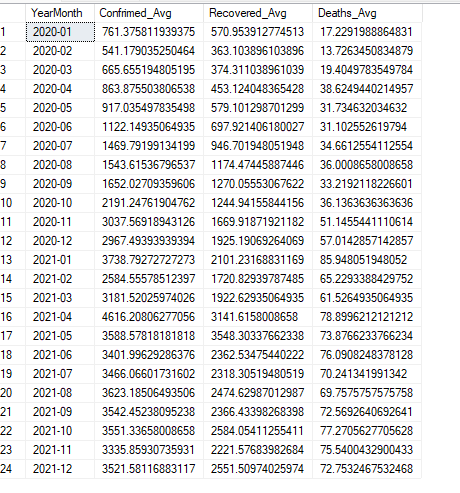 YearMonth Confrimed_Avg Recovered_Avg Deaths_Avg
1 2020-01 761.375811939375 570.953912774513 17.2291988864831
2 2020-02 541.179035250464 363.103896103896 13.7263450834879
3 2020-03 665.655194805195 374.311038961039 19.4049783549784
4 2020-04 863.875503806538 453.124048365428 38.6249440214957
5 2020-05 917.035497835498 579.101298701299 31.734632034632
6 2020-06 1122.14935064935 697.921406180027 31.102552619794
7 2020-07 1469.79199134199 946.701948051948 34.6612554112554
8 2020-08 1543.61536796537 1174.47445887446 36.0008658008658
9 2020-09 1652.02709359606 1270.05553067622 33.2192118226601
10 2020-10 2191.24761904762 1244.94155844156 36.1363636363636
11 2020-11 3037.56918943126 1669.91871921182 51.1455441110614
12 2020-12 2967.49393939394 1925.19069264069 57.0142857142857
13 2021-01 3738.79272727273 2101.23168831169 85.948051948052
14 2021-02 2584.55578512397 1720.82939787485 65.2293388429752
15 2021-03 3181.52025974026 1922.62935064935 61.5264935064935
16 2021-04 4616.20806277056 3141.6158008658 78.8996212121212
17 2021-05 3588.57818181818 3548.30337662338 73.8766233766234
18 2021-06 3401.99629286376 2362.53475440222 76.0908248378128
19 2021-07 3466.06601731602 2318.30519480519 70.241341991342
20 2021-08 3623.18506493506 2474.62987012987 69.7575757575758
21 2021-09 3542.45238095238 2366.43398268398 72.5692640692641
22 2021-10 3551.33658008658 2584.05411255411 77.2705627705628
23 2021-11 3335.85930735931 2221.57683982684 75.5400432900433
24 2021-12 3521.58116883117 2551.50974025974 72.7532467532468